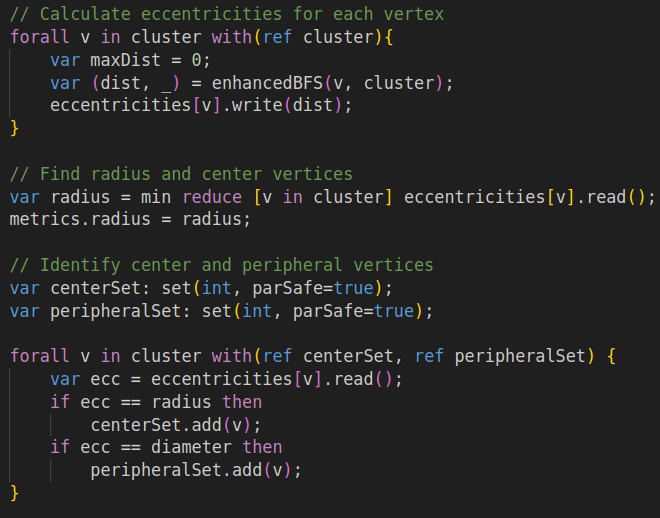 // Calculate eccentricities for each vertex
forall v in cluster with(ref cluster){
    var maxDist = 0;
    var (dist, _) = enhancedBFS(v, cluster);
    eccentricities[v].write(dist);
}

// Find radius and center vertices
var radius = min reduce [v in cluster] eccentricities[v].read();
metrics.radius = radius;

// Identify center and peripheral vertices
var centerSet: set(int, parSafe=true);
var peripheralSet: set(int, parSafe=true);

forall v in cluster with(ref centerSet, ref peripheralSet) {
    var ecc = eccentricities[v].read();
    if ecc == radius then
        centerSet.add(v);
    if ecc == diameter then
        peripheralSet.add(v);
}